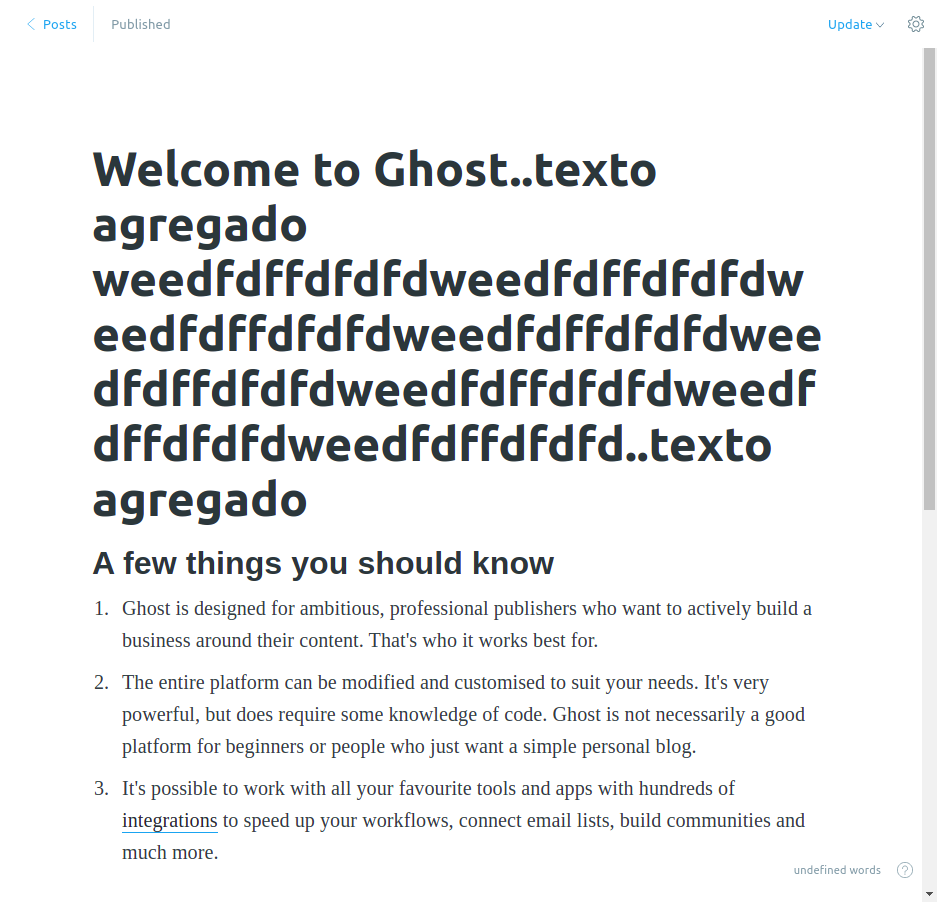 Posts
Published
Update
Welcome to Ghost..texto
agregado
weedfdffdfdfdweedfdffdfdfdw
eedfdffdfdfdweedfdffdfdfdwee
dfdffdfdfdweedfdffdfdfdweedf
dffdfdfdweedfdffdfdfd..texto
agregado
A few things you should know
1. Ghost is designed for ambitious, professional publishers who want to actively build a
business around their content. That's who it works best for.
2. The entire platform can be modified and customised to suit your needs. It's very
powerful, but does require some knowledge of code. Ghost is not necessarily a good
platform for beginners or people who just want a simple personal blog.
3. It's possible to work with all your favourite tools and apps with hundreds of
integrations to speed up your workflows, connect email lists, build communities and
much more.
undefined words
?